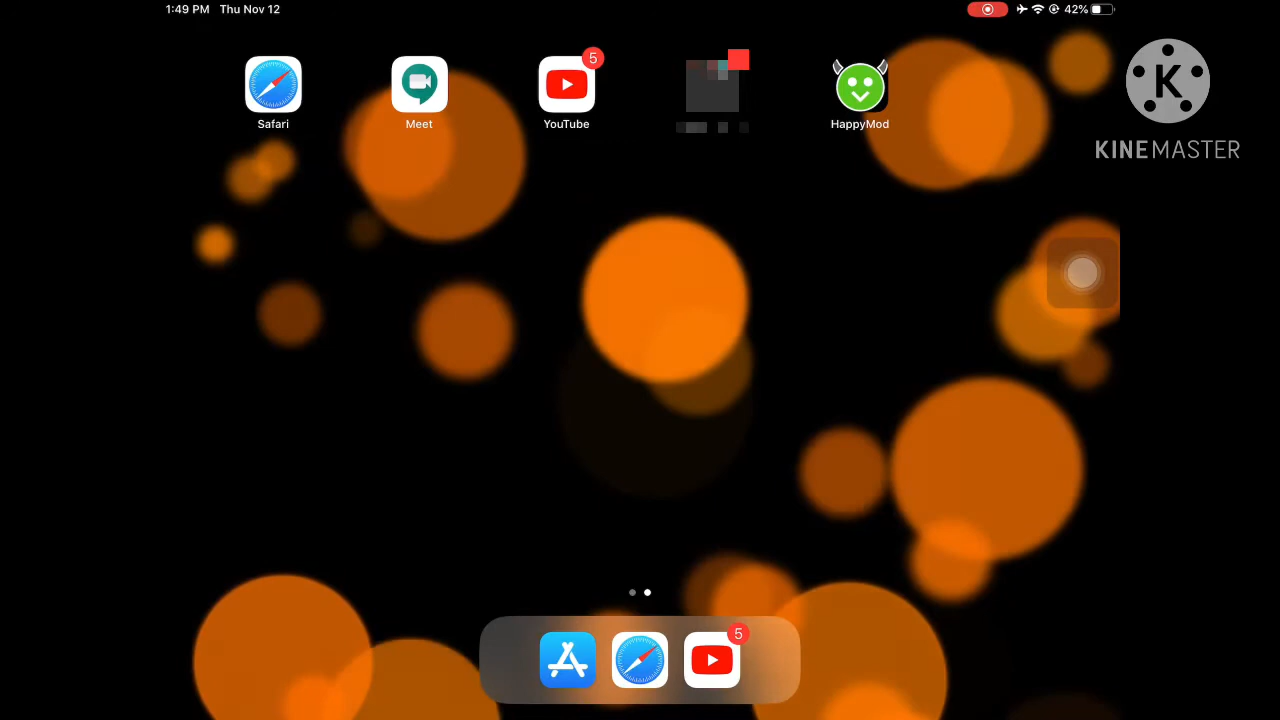 1:49 PM Thu Nov 12
42%
5
Safari
Meet
YouTube
HappyMod
K
KINEMASTER
5